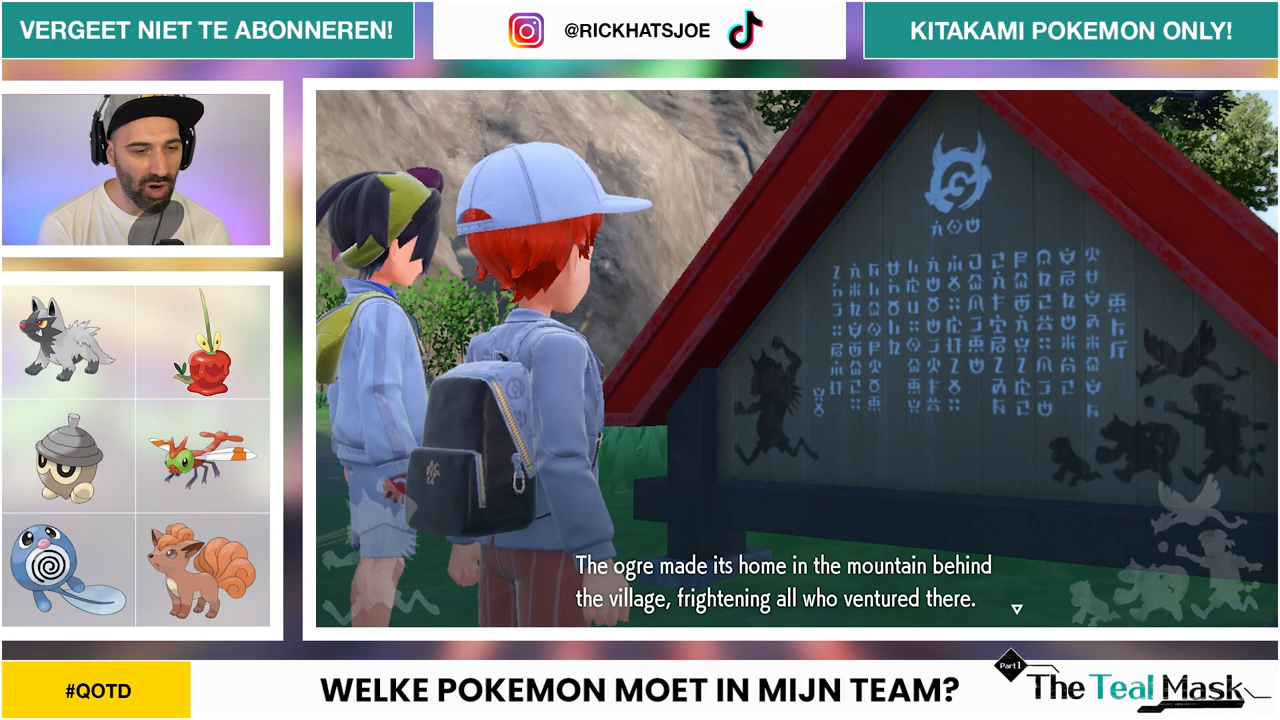 VERGEET NIET TE ABONNEREN!
@RICKHATSJOE
KITAKAMI POKEMON ONLY!
The ogre made its home in the mountain behind
the village, frightening all who ventured there.
#QOTD
WELKE POKEMON MOET IN MIJN TEAM?
Part 1
The Teal Mask